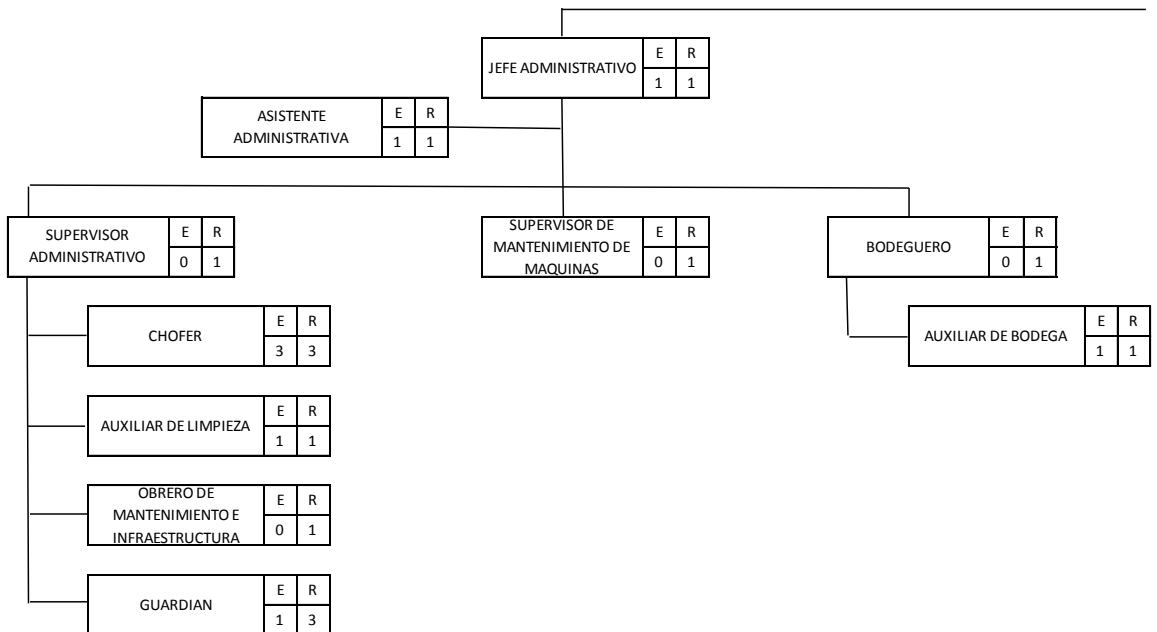 JEFE ADMINISTRATIVO
E R
1 1
ASISTENTE
ADMINISTRATIVA
E R
1 1
SUPERVISOR
ADMINISTRATIVO
E R
0 1
SUPERVISOR DE
MANTENIMIENTO DE
MAQUINAS
E R
0 1
BODEGUERO
E R
0 1
CHOFER
E R
3 3
AUXILIAR DE BODEGA
E R
1 1
AUXILIAR DE LIMPIEZA
E R
1 1
OBRERO DE
MANTENIMIENTO E
INFRAESTRUCTURA
E R
0 1
GUARDIAN
E R
1 3